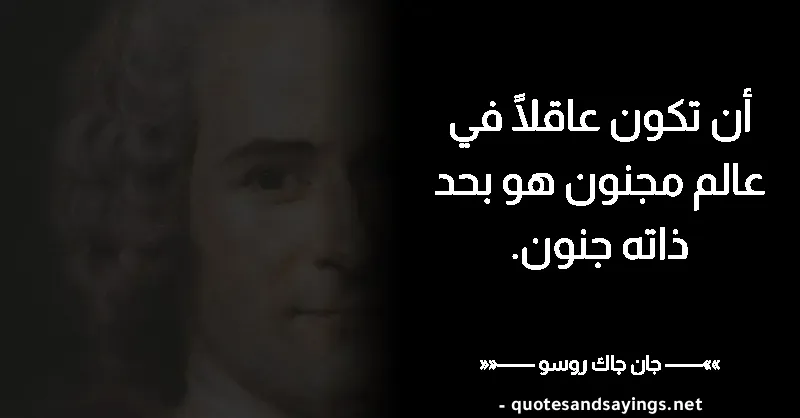 أن تكون عاقلاً في
عالم مجنون هو بحد
ذاته جنون.
»»—— جان جاك روسو ——««
- quotesandsayings.net